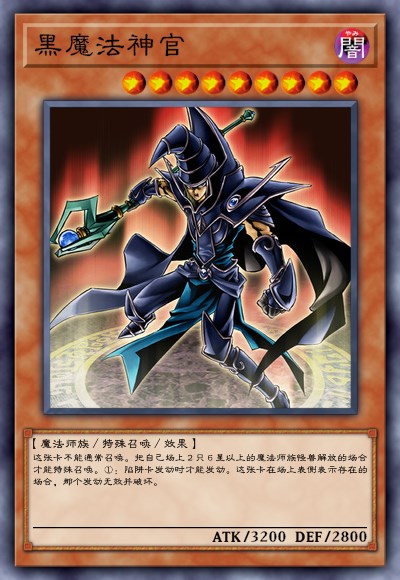 黑魔法神官
やみ
闇
【魔法师族／特殊召唤／效果】
这张卡不能通常召唤。把自己场上２只６星以上的魔法师族怪兽解放的场合
才能特殊召唤。①：陷阱卡发动时才能发动。这张卡在场上表侧表示存在的
场合，那个发动无效并破坏。
ATK/3200 DEF/2800